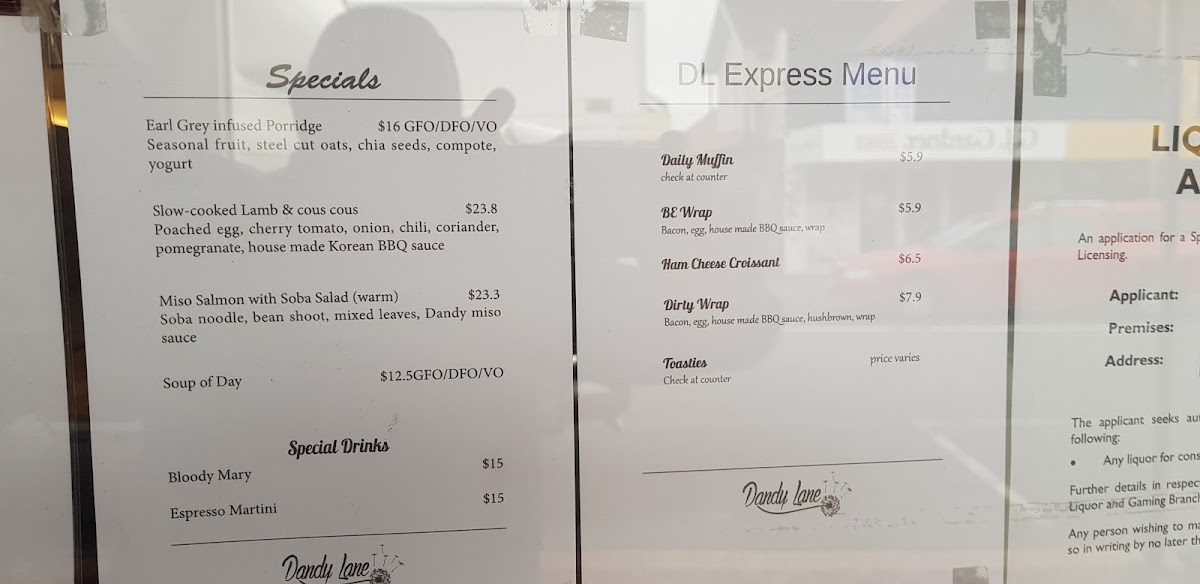 Specials
Earl Grey infused Porridge $16 GFO/DFO/VO
Seasonal fruit, steel cut oats, chia seeds, compote,
yogurt
Slow-cooked Lamb & cous cous $23.8
Poached egg, cherry tomato, onion, chili, coriander,
pomegranate, house made Korean BBQ sauce
Miso Salmon with Soba Salad (warm) $23.3
Soba noodle, bean shoot, mixed leaves, Dandy miso
sauce
Soup of Day $12.5GFO/DFO/VO
Special Drinks
Bloody Mary $15
Espresso Martini $15
Dandy Lane
DL Express Menu
Daily Muffin $5.9
check at counter
BE Wrap $5.9
Bacon, egg, house made BBQ sauce, wrap
Ham Cheese Croissant $6.5
Dirty Wrap $7.9
Bacon, egg, house made BBQ sauce, hushbrown, wrap
Toasties price varies
Check at counter
Dandy Lane
LIQ
A
An application for a Sp
Licensing.
Applicant:
Premises:
Address:
The applicant seeks au
following:
• Any liquor for cons
Further details in respec
Liquor and Gaming Branch
Any person wishing to ma
so in writing by no later th